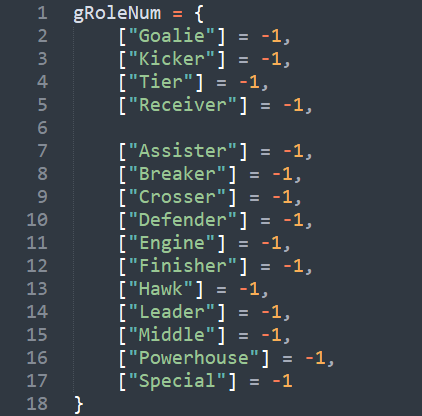 1 gRoleNum = {
2     ["Goalie"] = -1,
3     ["Kicker"] = -1,
4     ["Tier"] = -1,
5     ["Receiver"] = -1,
6
7     ["Assister"] = -1,
8     ["Breaker"] = -1,
9     ["Crosser"] = -1,
10     ["Defender"] = -1,
11     ["Engine"] = -1,
12     ["Finisher"] = -1,
13     ["Hawk"] = -1,
14     ["Leader"] = -1,
15     ["Middle"] = -1,
16     ["Powerhouse"] = -1,
17     ["Special"] = -1
18 }